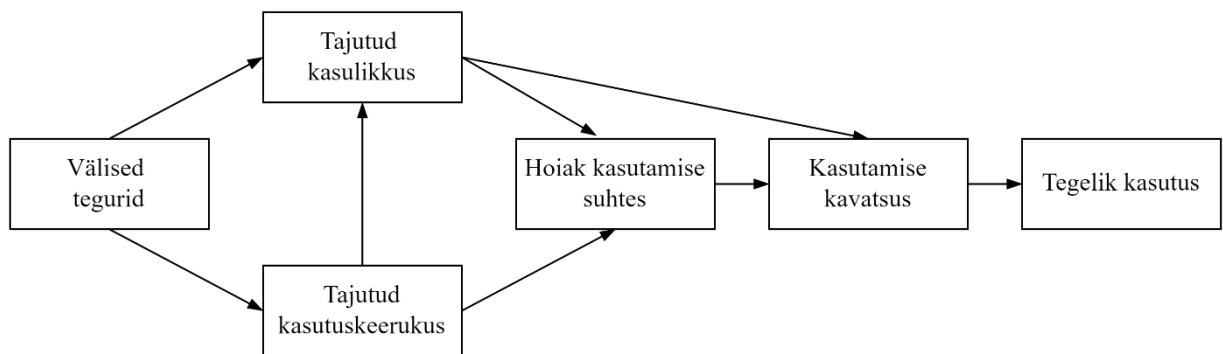 Tajutud
kasulikkus
Välised
tegurid
Hoiak kasutamise
suhtes
Kasutamise
kavatsus
Tegelik kasutus
Tajutud
kasutuskeerukus